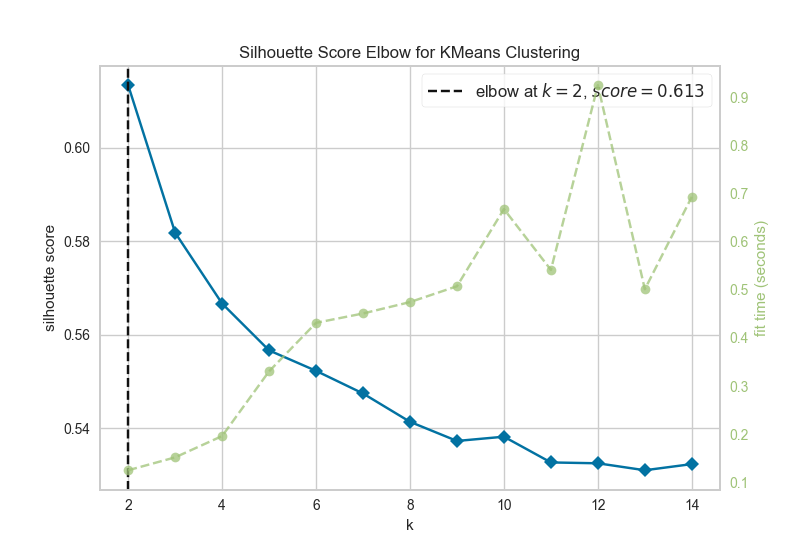 Silhouette Score Elbow for KMeans Clustering
elbow at k = 2, score = 0.613
silhouette score
0.60
0.58
0.56
0.54
0.9
0.8
0.7
0.6
0.5
0.4
0.3
0.2
0.1
fit time (seconds)
2 4 6 8 10 12 14
k